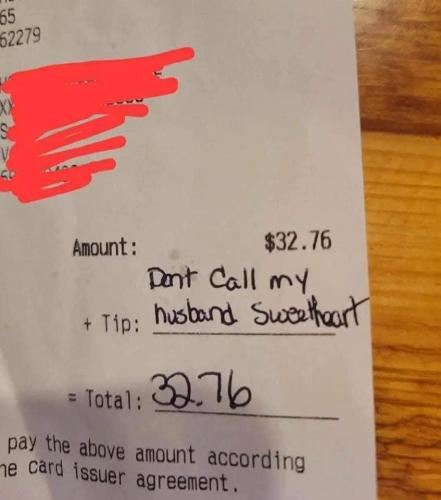 65
62279
XX
S
V
Amount: $32.76
Dont Call my
+ Tip: husband Sweetheart
= Total: 32.76
pay the above amount according
card issuer agreement.